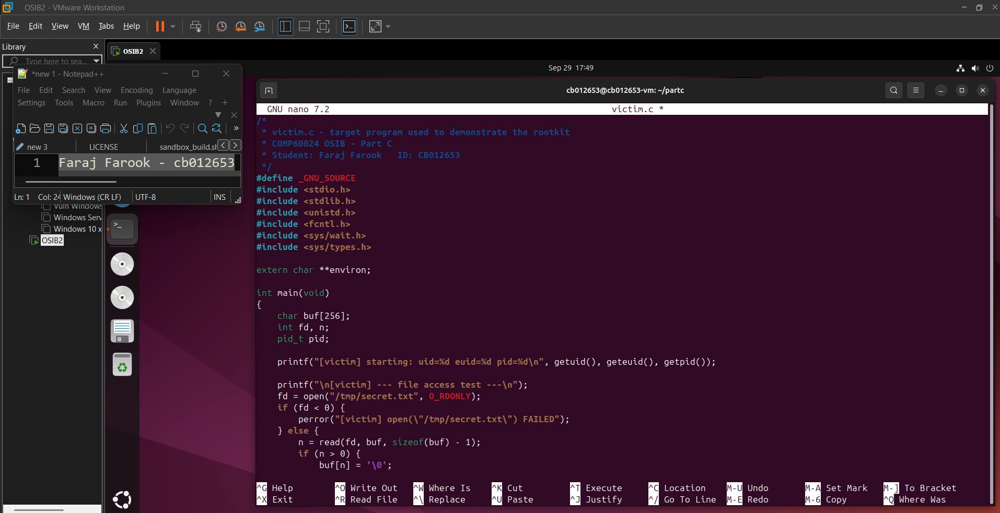 OSIB2 - VMware Workstation
File Edit View VM Tabs Help
Library
Type here to sea...
OSIB2
Sep 29 17:49
*new 1 - Notepad++
File Edit Search View Encoding Language
Settings Tools Macro Run Plugins Window ? +
new 3 LICENSE sandbox_build.sh
1 Faraj Farook - cb012653
Ln: 1 Col: 24 Windows (CR LF) UTF-8 INS
Vuln Windows
Windows Serv
Windows 10 x
OSIB2
cb012653@cb012653-vm: ~/partc
GNU nano 7.2 victim.c *
/*
* victim.c - target program used to demonstrate the rootkit
* COMP60024 OSIB - Part C
* Student: Faraj Farook ID: CB012653
*/
#define _GNU_SOURCE
#include <stdio.h>
#include <stdlib.h>
#include <unistd.h>
#include <fcntl.h>
#include <sys/wait.h>
#include <sys/types.h>
extern char **environ;
int main(void)
{
char buf[256];
int fd, n;
pid_t pid;
printf("[victim] starting: uid=%d euid=%d pid=%d\n", getuid(), geteuid(), getpid());
printf("\n[victim] --- file access test ---\n");
fd = open("/tmp/secret.txt", O_RDONLY);
if (fd < 0) {
perror("[victim] open(\"/tmp/secret.txt\") FAILED");
} else {
n = read(fd, buf, sizeof(buf) - 1);
if (n > 0) {
buf[n] = '\0';
^G Help ^O Write Out ^W Where Is ^K Cut ^T Execute ^C Location M-U Undo M-A Set Mark M-] To Bracket
^X Exit ^R Read File ^\ Replace ^U Paste ^J Justify ^/ Go To Line M-E Redo M-6 Copy ^Q Where Was